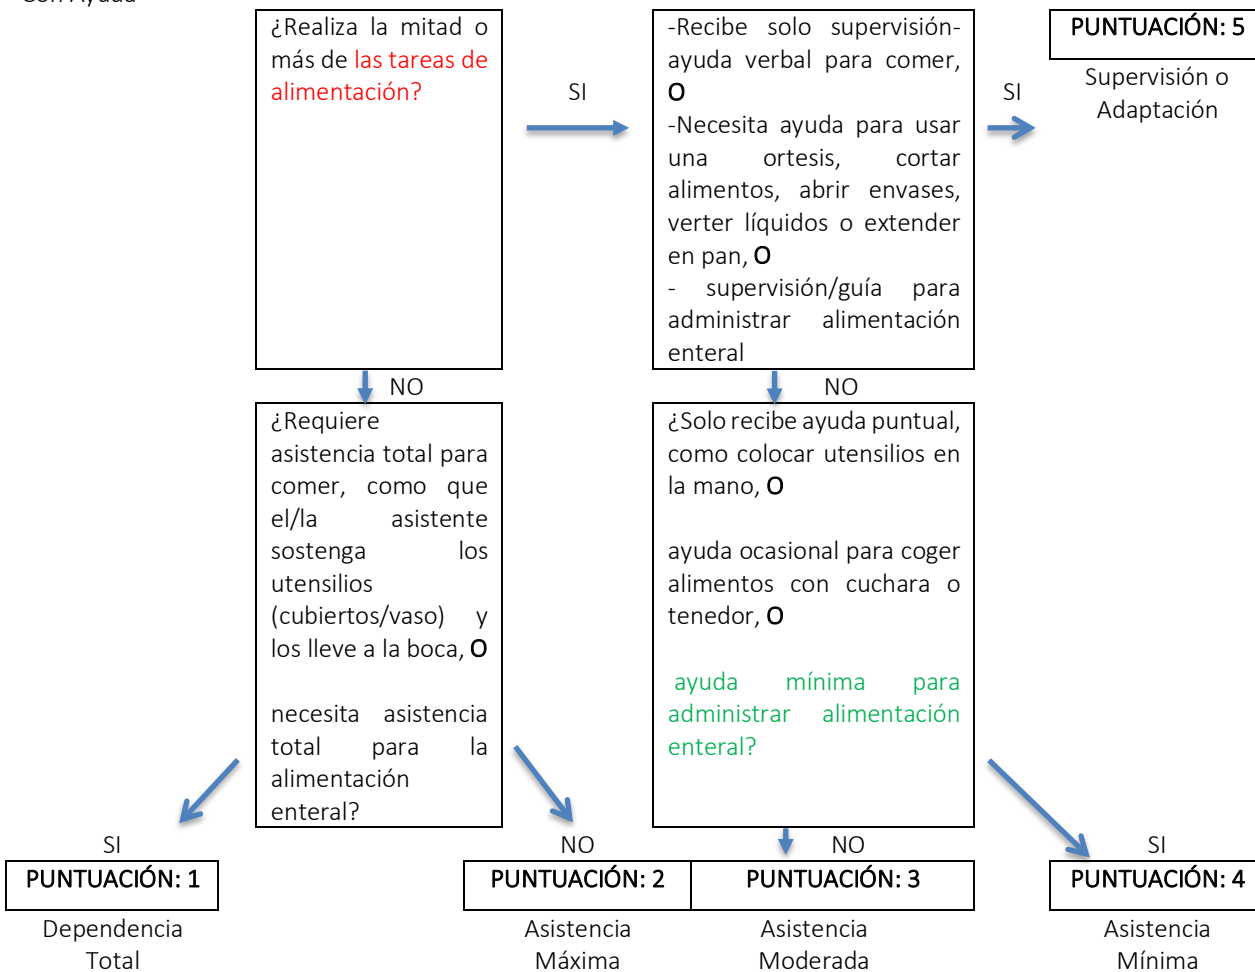 Con Ayuda
¿Realiza la mitad o
más de las tareas de
alimentación?
SI
-Recibe solo supervisión-
ayuda verbal para comer,
O
-Necesita ayuda para usar
una ortesis, cortar
alimentos, abrir envases,
verter líquidos o extender
en pan, O
- supervisión/guía para
administrar alimentación
enteral
SI
PUNTUACIÓN: 5
Supervisión o
Adaptación
NO
NO
¿Requiere
asistencia total para
comer, como que
el/la asistente
sostenga los
utensilios
(cubiertos/vaso) y
los lleve a la boca, O
necesita asistencia
total para la
alimentación
enteral?
¿Solo recibe ayuda puntual,
como colocar utensilios en
la mano, O
ayuda ocasional para coger
alimentos con cuchara o
tenedor, O
ayuda mínima para
administrar alimentación
enteral?
SI
NO
NO
SI
PUNTUACIÓN: 1
PUNTUACIÓN: 2
PUNTUACIÓN: 3
PUNTUACIÓN: 4
Dependencia
Total
Asistencia
Máxima
Asistencia
Moderada
Asistencia
Mínima